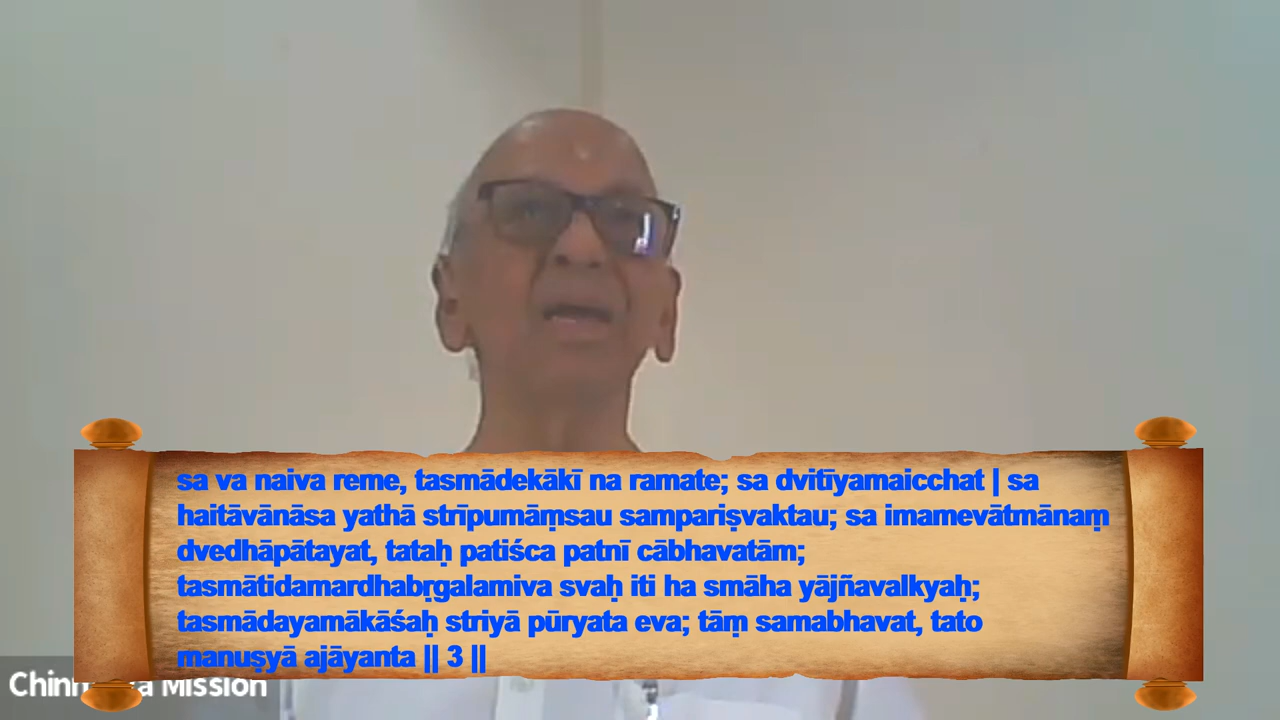 sa va naiva reme, tasmādekākī na ramate; sa dvitīyamaicchat | sa
haitāvānāsa yathā strīpumāṃsau sampariṣvaktau; sa imamevātmānaṃ
dvedhāpātayat, tataḥ patiśca patnī cābhavatām;
tasmātidamardhabṛgalamiva svaḥ iti ha smāha yājñavalkyaḥ;
tasmādayamākāśaḥ striyā pūryata eva; tāṃ samabhavat, tato
manuṣyā ajāyanta || 3 ||
Mission